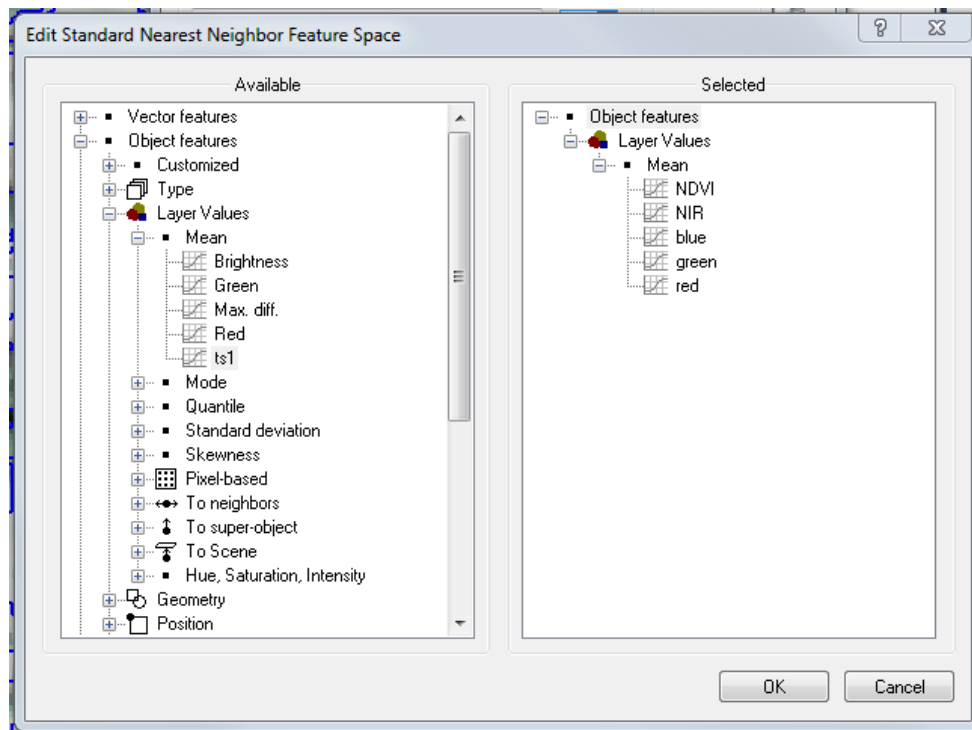 Edit Standard Nearest Neighbor Feature Space
Available
Vector features
Object features
Customized
Type
Layer Values
Mean
Brightness
Green
Max. diff.
Red
ts1
Mode
Quantile
Standard deviation
Skewness
Pixel-based
To neighbors
To super-object
To Scene
Hue, Saturation, Intensity
Geometry
Position
Selected
Object features
Layer Values
Mean
NDVI
NIR
blue
green
red
OK
Cancel